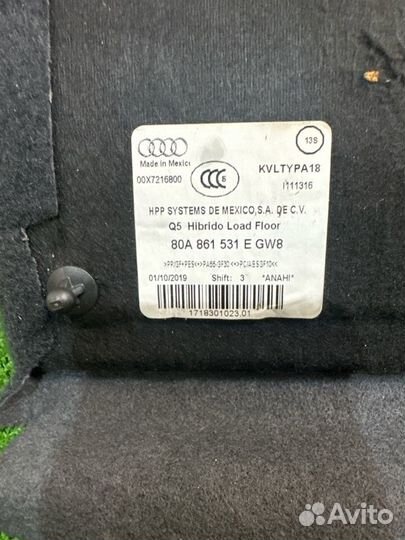 13S
Made in Mexico
KVLTYPA18
00X7216800
CCC
I111316
HPP SYSTEMS DE MEXICO,S.A. DE C.V.
Q5 Hibrido Load Floor
80A 861 531 E GW8
01/10/2019 Shift: 3 *ANAHI*
1718301023.01
Avito